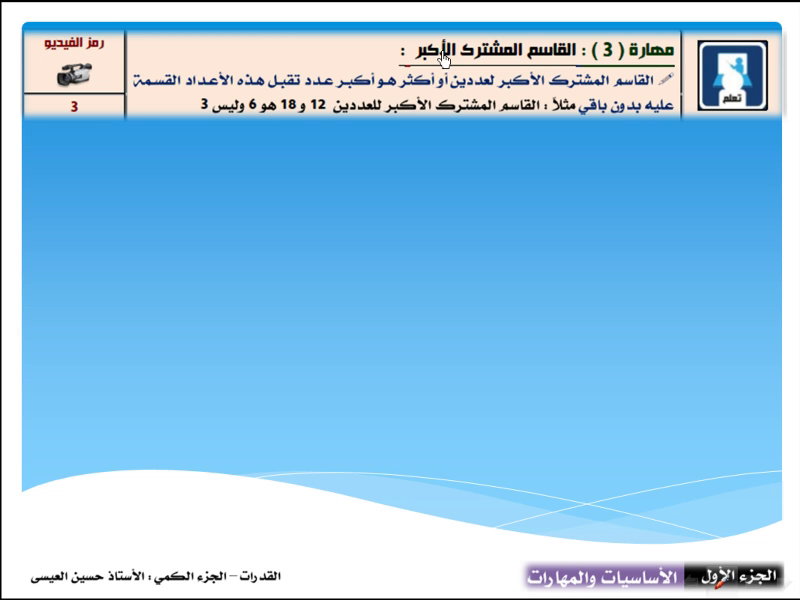 مهارة ( 3 ) : القاسم المشترك الأكبر :
القاسم المشترك الأكبر لعددين أو أكثر هو أكبر عدد تقبل هذه الأعداد القسمة
عليه بدون باقي مثلاً : القاسم المشترك الأكبر للعددين 12 و 18 هو 6 وليس 3
تعلم
رمز الفيديو
3
الجزء الأول
الأساسيات والمهارات
القدرات – الجزء الكمي : الأستاذ حسين العيسى